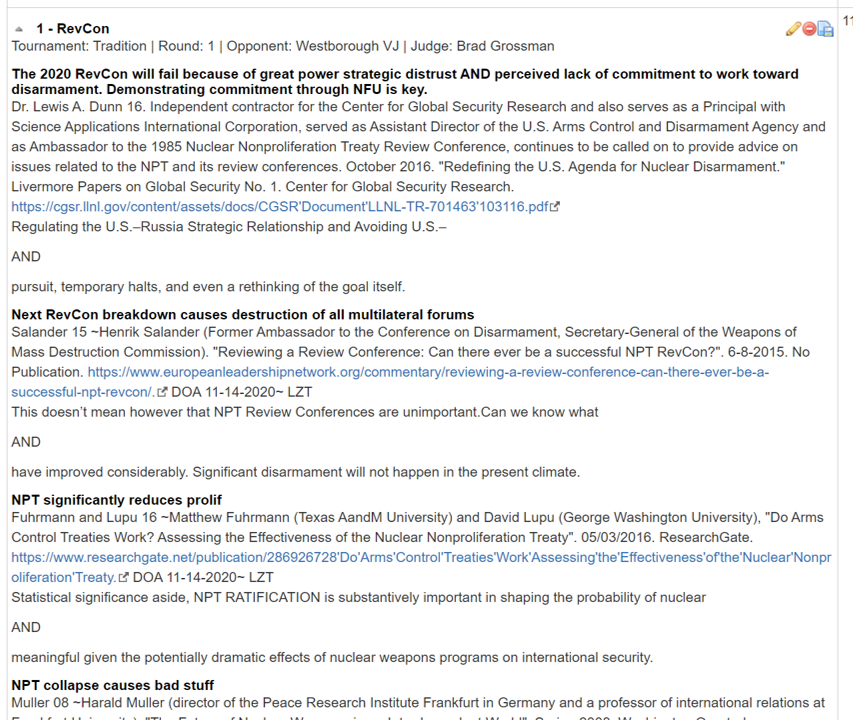 1 - RevCon
Tournament: Tradition | Round: 1 | Opponent: Westborough VJ | Judge: Brad Grossman
The 2020 RevCon will fail because of great power strategic distrust AND perceived lack of commitment to work toward
disarmament. Demonstrating commitment through NFU is key.
Dr. Lewis A. Dunn 16. Independent contractor for the Center for Global Security Research and also serves as a Principal with
Science Applications International Corporation, served as Assistant Director of the U.S. Arms Control and Disarmament Agency and
as Ambassador to the 1985 Nuclear Nonproliferation Treaty Review Conference, continues to be called on to provide advice on
issues related to the NPT and its review conferences. October 2016. "Redefining the U.S. Agenda for Nuclear Disarmament."
Livermore Papers on Global Security No. 1. Center for Global Security Research.
https://cgsr.llnl.gov/content/assets/docs/CGSR'Document'LLNL-TR-701463'103116.pdf
Regulating the U.S.–Russia Strategic Relationship and Avoiding U.S.–
AND
pursuit, temporary halts, and even a rethinking of the goal itself.
Next RevCon breakdown causes destruction of all multilateral forums
Salander 15 ~Henrik Salander (Former Ambassador to the Conference on Disarmament, Secretary-General of the Weapons of
Mass Destruction Commission). "Reviewing a Review Conference: Can there ever be a successful NPT RevCon?". 6-8-2015. No
Publication. https://www.europeanleadershipnetwork.org/commentary/reviewing-a-review-conference-can-there-ever-be-a-
successful-npt-revcon/. DOA 11-14-2020~ LZT
This doesn't mean however that NPT Review Conferences are unimportant.Can we know what
AND
have improved considerably. Significant disarmament will not happen in the present climate.
NPT significantly reduces prolif
Fuhrmann and Lupu 16 ~Matthew Fuhrmann (Texas AandM University) and David Lupu (George Washington University), "Do Arms
Control Treaties Work? Assessing the Effectiveness of the Nuclear Nonproliferation Treaty". 05/03/2016. ResearchGate.
https://www.researchgate.net/publication/286926728'Do'Arms'Control'Treaties'Work'Assessing'the'Effectiveness'of'the'Nuclear'Nonpr
oliferation'Treaty. DOA 11-14-2020~ LZT
Statistical significance aside, NPT RATIFICATION is substantively important in shaping the probability of nuclear
AND
meaningful given the potentially dramatic effects of nuclear weapons programs on international security.
NPT collapse causes bad stuff
Muller 08 ~Harald Muller (director of the Peace Research Institute Frankfurt in Germany and a professor of international relations at